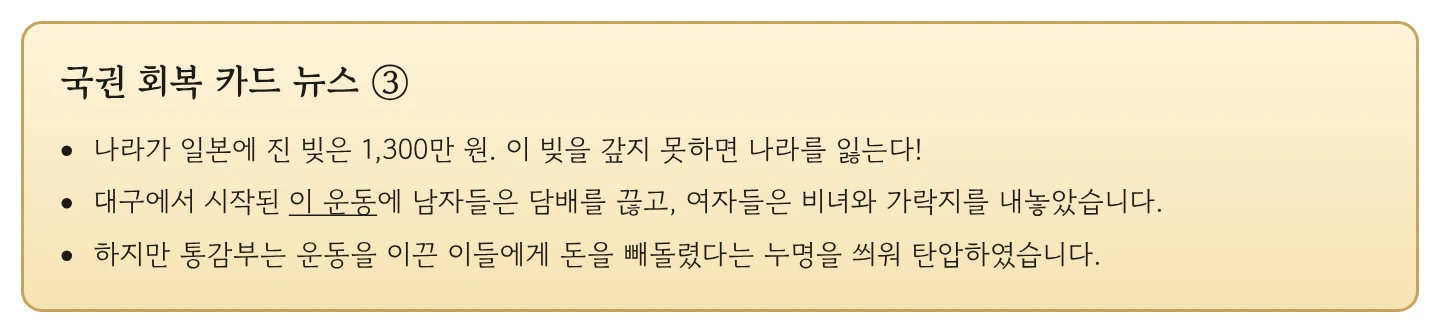 국권 회복 카드 뉴스 ③
• 나라가 일본에 진 빚은 1,300만 원. 이 빚을 갚지 못하면 나라를 잃는다!
• 대구에서 시작된 이 운동에 남자들은 담배를 끊고, 여자들은 비녀와 가락지를 내놓았습니다.
• 하지만 통감부는 운동을 이끈 이들에게 돈을 빼돌렸다는 누명을 씌워 탄압하였습니다.